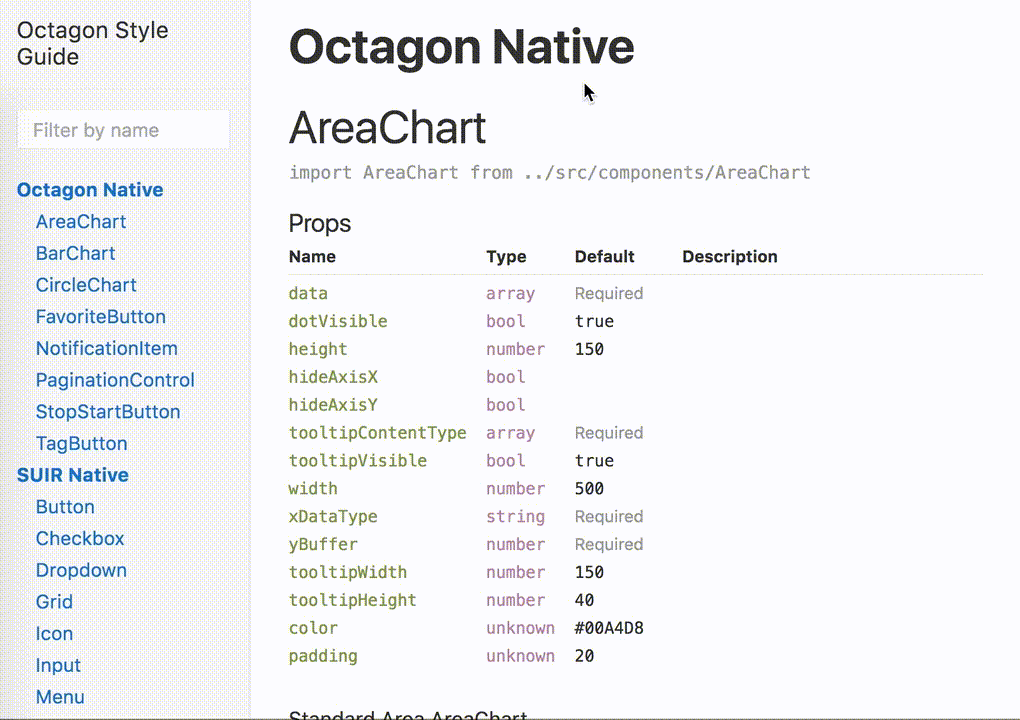 Octagon Style
Guide
Filter by name
Octagon Native
AreaChart
BarChart
CircleChart
FavoriteButton
NotificationItem
PaginationControl
StopStartButton
TagButton
SUIR Native
Button
Checkbox
Dropdown
Grid
Icon
Input
Menu
Octagon Native
AreaChart
import AreaChart from ../src/components/AreaChart
Props
Name Type Default Description
data array Required
dotVisible bool true
height number 150
hideAxisX bool
hideAxisY bool
tooltipContentType array Required
tooltipVisible bool true
width number 500
xDataType string Required
yBuffer number Required
tooltipWidth number 150
tooltipHeight number 40
color unknown #00A4D8
padding unknown 20
Standard Area AreaChart